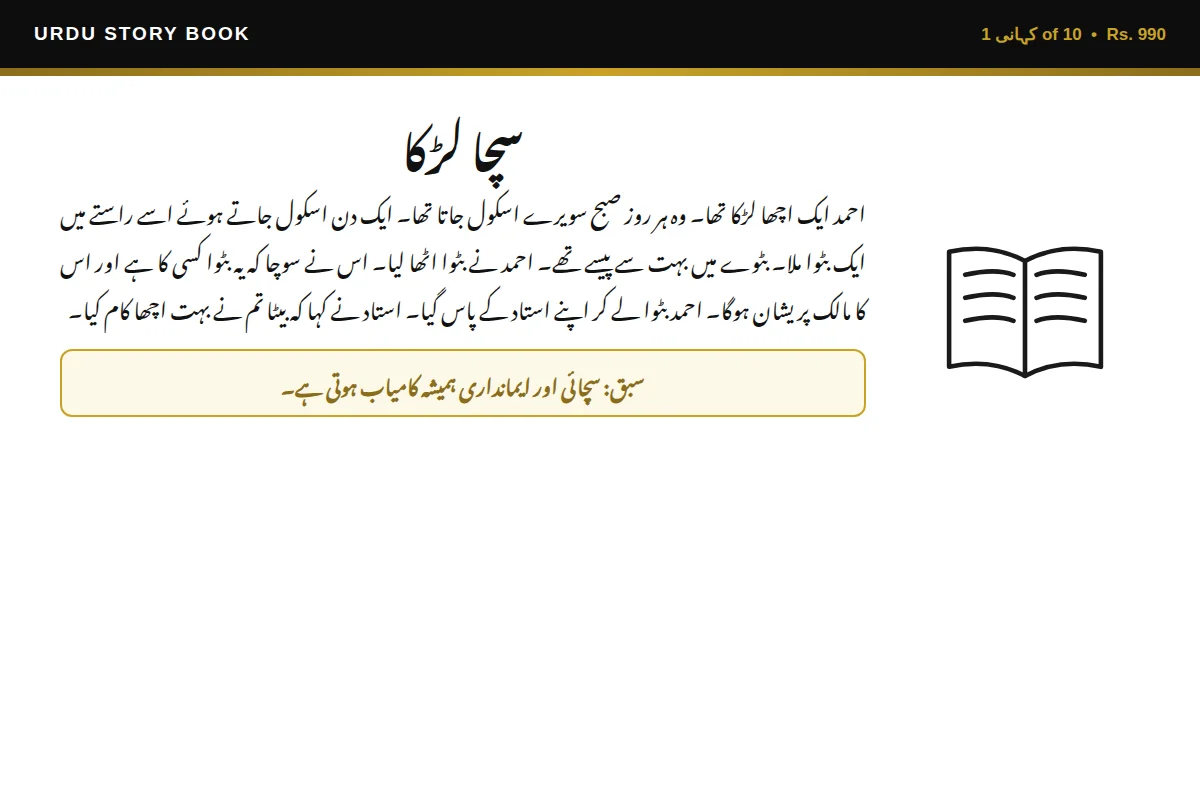 URDU STORY BOOK
1 کہانی of 10 • Rs. 990
سچا لڑکا
احمد ایک اچھا لڑکا تھا۔ وہ ہر روز صبح سویرے اسکول جاتا تھا۔ ایک دن اسکول جاتے ہوئے اسے راستے میں
ایک بٹوا ملا۔ بٹوے میں بہت سے پیسے تھے۔ احمد نے بٹوا اٹھا لیا۔ اس نے سوچا کہ یہ بٹوا کسی کا ہے اور اس
کا مالک پریشان ہوگا۔ احمد بٹوا لے کر اپنے استاد کے پاس گیا۔ استاد نے کہا کہ بیٹا تم نے بہت اچھا کام کیا۔
سبق: سچائی اور ایمانداری ہمیشہ کامیاب ہوتی ہے۔